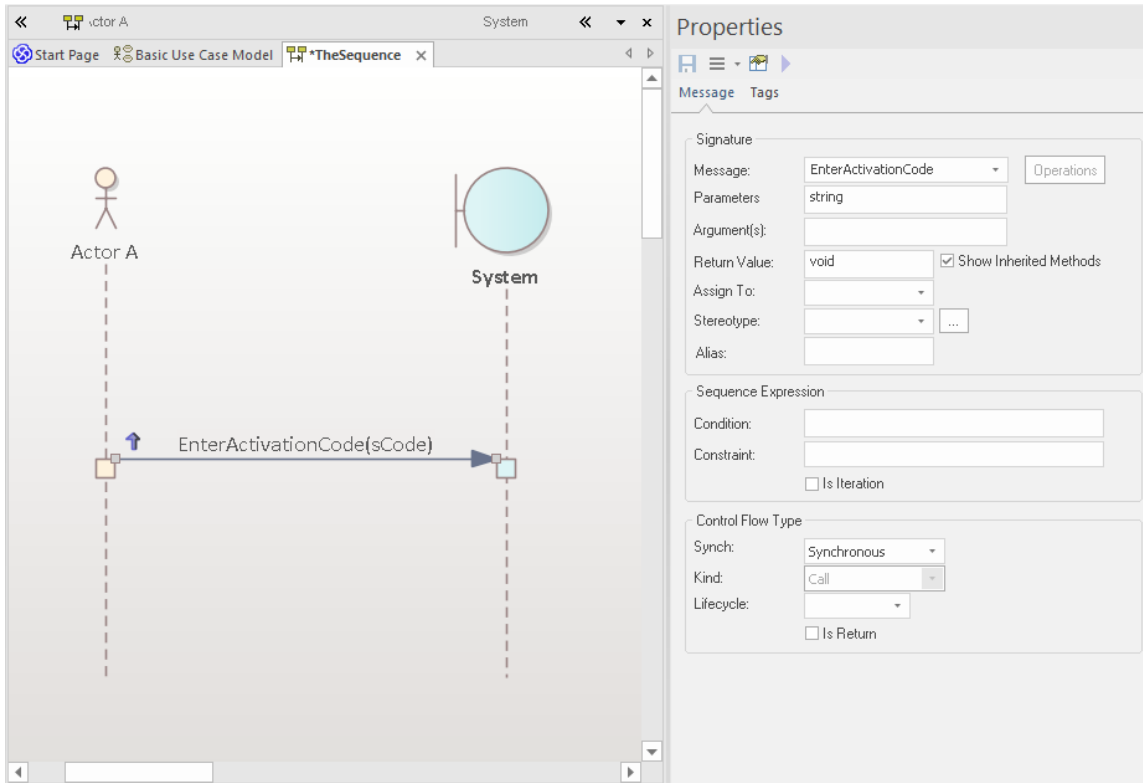 ctor A
System
Start Page
Basic Use Case Model
*TheSequence
Actor A
System
EnterActivationCode(sCode)
Properties
Message Tags
Signature
Message: EnterActivationCode Operations
Parameters string
Argument(s):
Return Value: void Show Inherited Methods
Assign To:
Stereotype: ...
Alias:
Sequence Expression
Condition:
Constraint:
Is Iteration
Control Flow Type
Synch: Synchronous
Kind: Call
Lifecycle:
Is Return